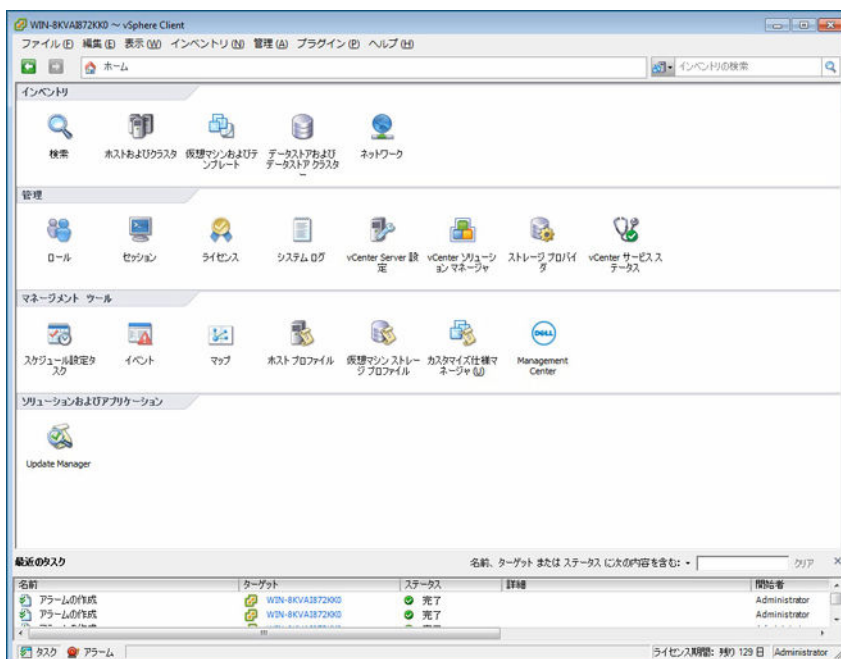 WIN-8KVAI872KK0 ～ vSphere Client
ファイル(F) 編集(E) 表示(W) インベントリ(N) 管理(A) プラグイン(P) ヘルプ(H)
ホーム
インベントリの検索
インベントリ
検索
ホストおよびクラスタ
仮想マシンおよびテ
ンプレート
データストアおよび
データストア クラスタ
ー
ネットワーク
管理
ロール
セッション
ライセンス
システム ログ
vCenter Server 設
定
vCenter ソリューシ
ョン マネージャ
ストレージ プロバイ
ダ
vCenter サービス ス
テータス
マネージメント ツール
スケジュール設定タ
スク
イベント
マップ
ホスト プロファイル
仮想マシン ストレー
ジ プロファイル
カスタマイズ仕様マ
ネージャ(U)
DELL
Management
Center
ソリューションおよびアプリケーション
Update Manager
最近のタスク
名前、ターゲット または ステータス に次の内容を含む:
クリア
名前 ターゲット ステータス 詳細 開始者
アラームの作成 WIN-8KVAI872KK0 完了 Administrator
アラームの作成 WIN-8KVAI872KK0 完了 Administrator
タスク アラーム
ライセンス期間: 残り 129 日 Administrator